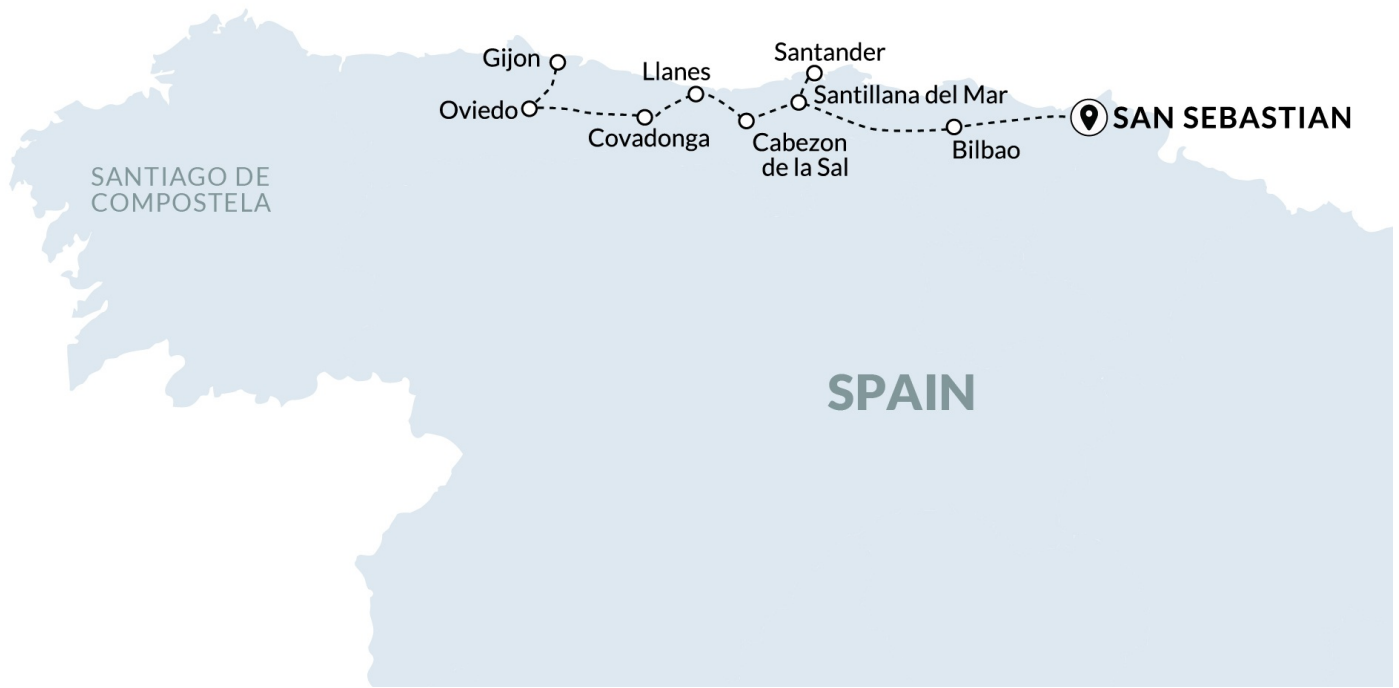 Santander
Gijon
Llanes
Santillana del Mar
Oviedo
SAN SEBASTIAN
Covadonga
Cabezon
de la Sal
Bilbao
SANTIAGO DE
COMPOSTELA
SPAIN